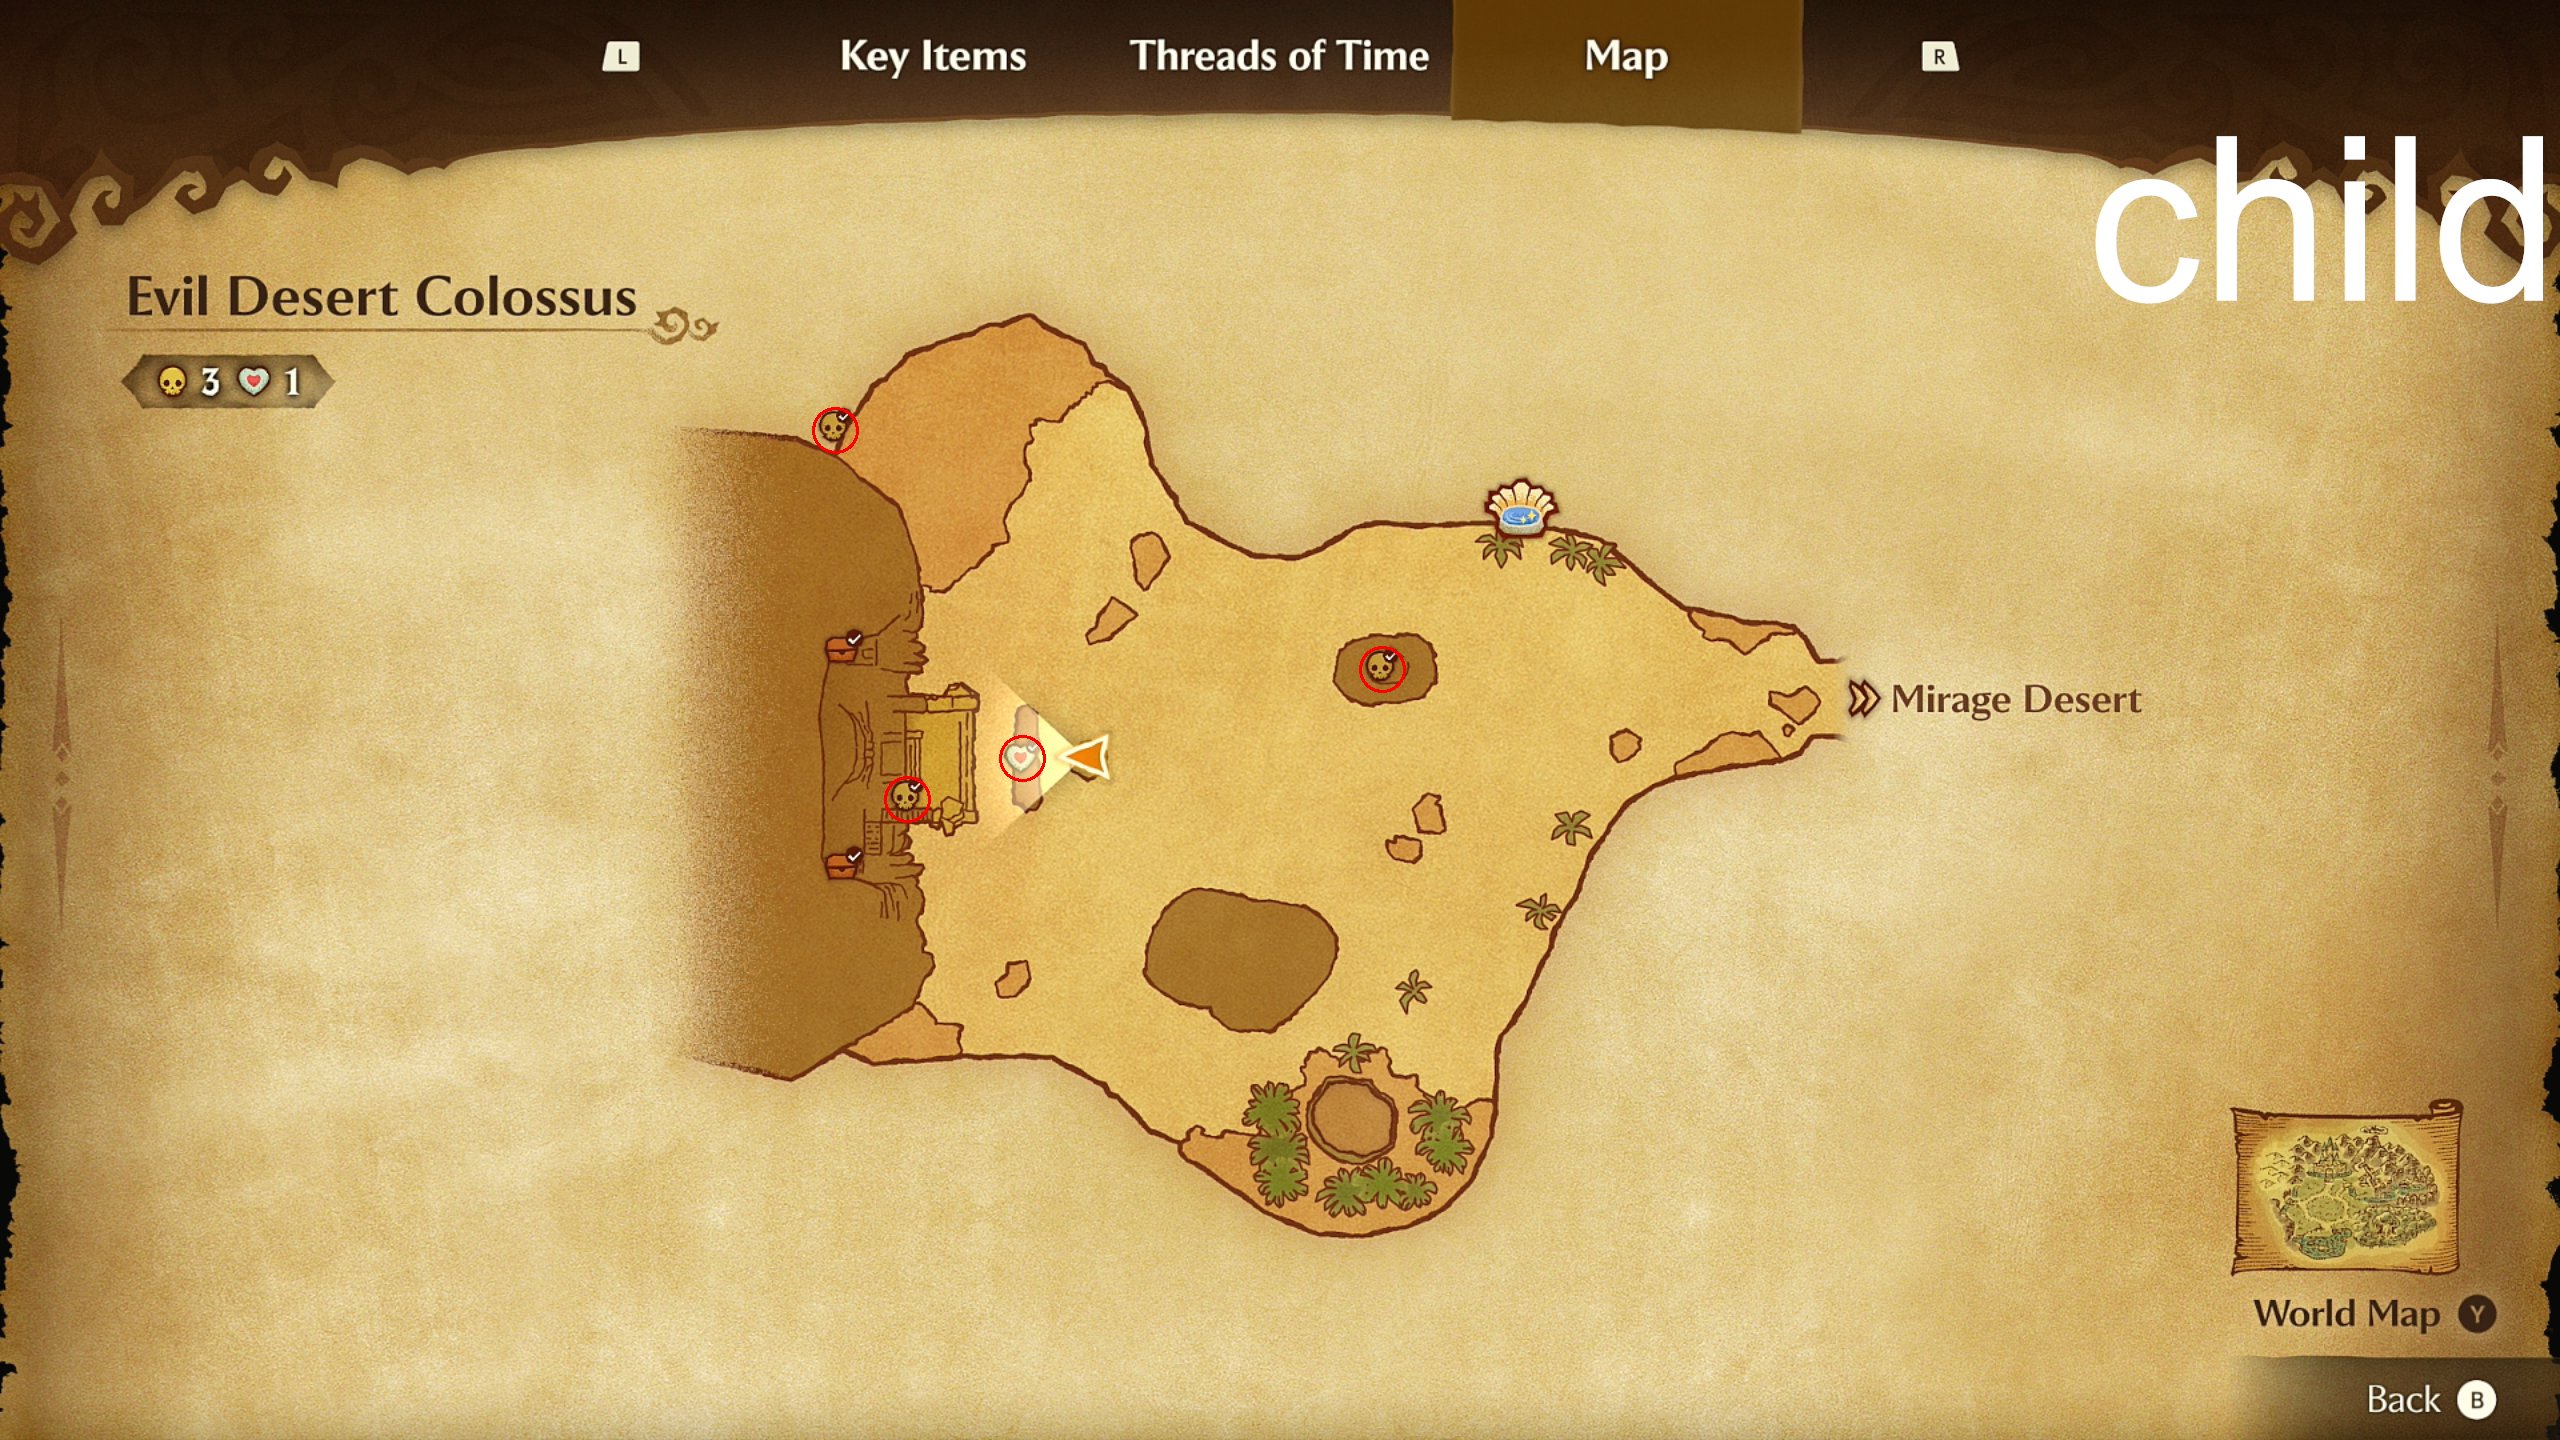 L Key Items Threads of Time Map R
child
Evil Desert Colossus
3 1
Mirage Desert
World Map Y
Back B